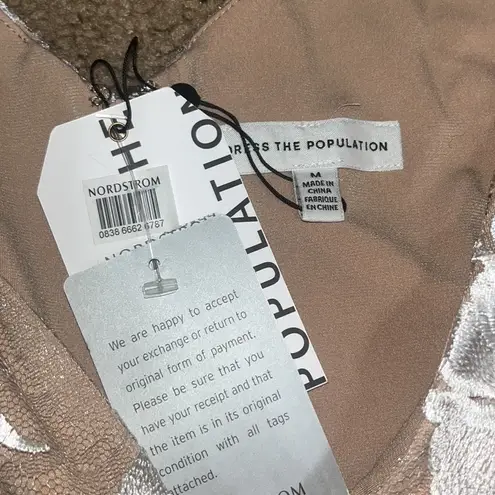 NORDSTROM
0838 6662 6787
POPULATION
DRESS THE POPULATION
M
MADE IN
CHINA
FABRIQUE
EN CHINE
We are happy to accept
your exchange or return to
original form of payment.
Please be sure that you
have your receipt and that
the item is in its original
condition with all tags
attached.